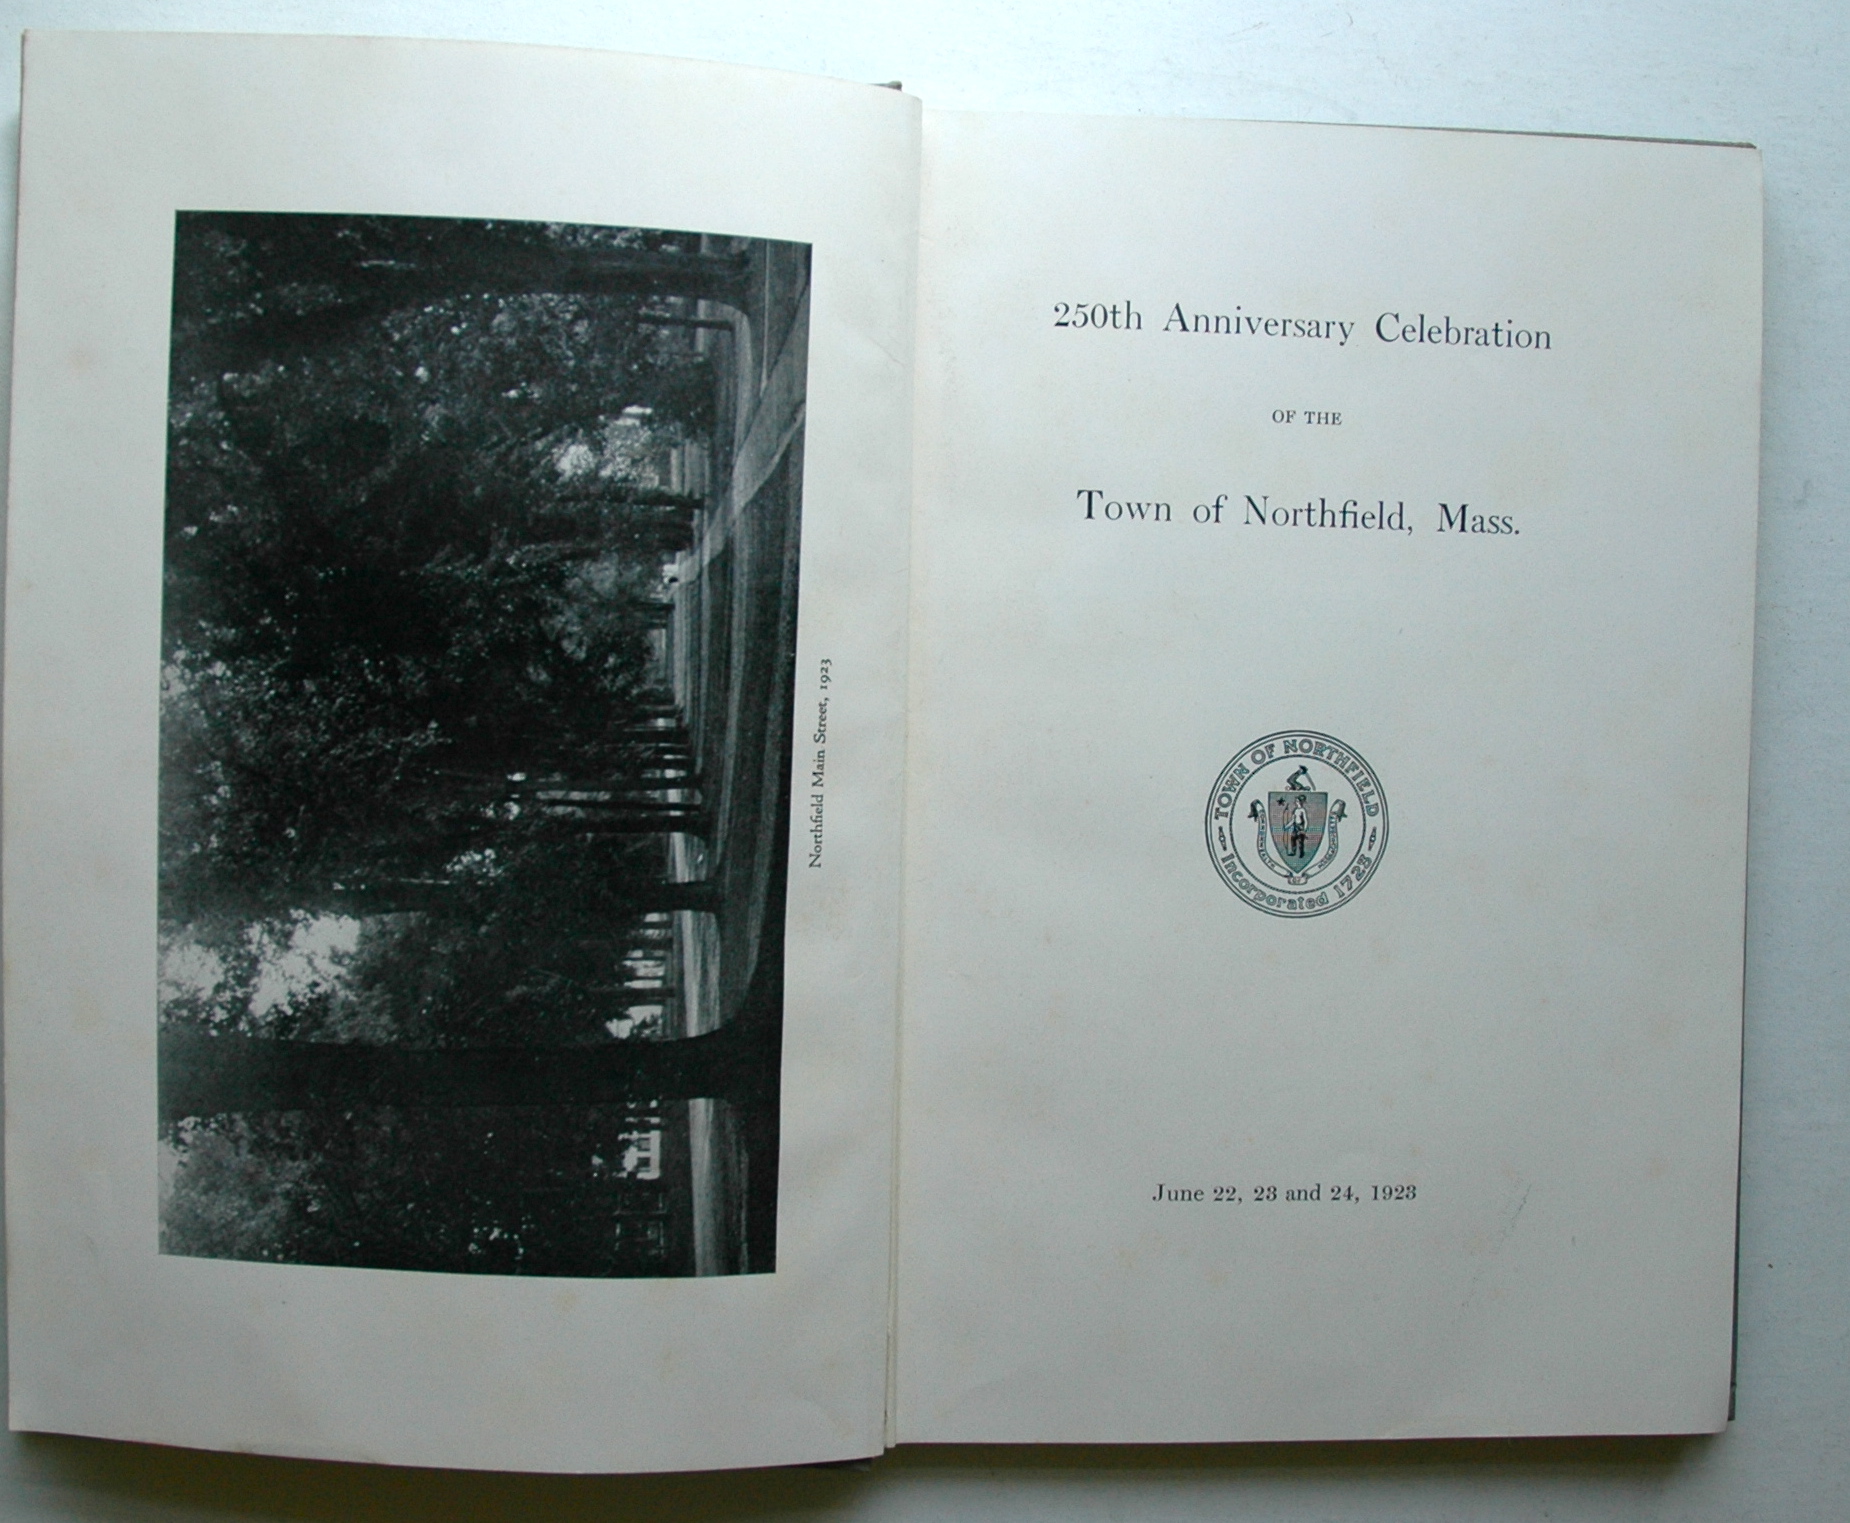 Northfield Main Street, 1923
250th Anniversary Celebration
OF THE
Town of Northfield, Mass.
TOWN OF NORTHFIELD
Incorporated 1723
June 22, 23 and 24, 1923